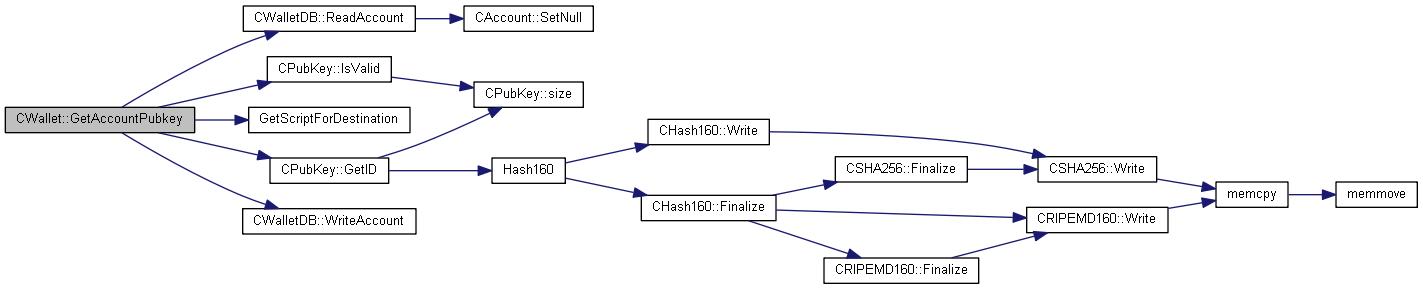 CWalletDB::ReadAccount
CAccount::SetNull
CPubKey::IsValid
CPubKey::size
CWallet::GetAccountPubkey
GetScriptForDestination
CHash160::Write
CPubKey::GetID
Hash160
CSHA256::Finalize
CSHA256::Write
memcpy
memmove
CHash160::Finalize
CWalletDB::WriteAccount
CRIPEMD160::Write
CRIPEMD160::Finalize